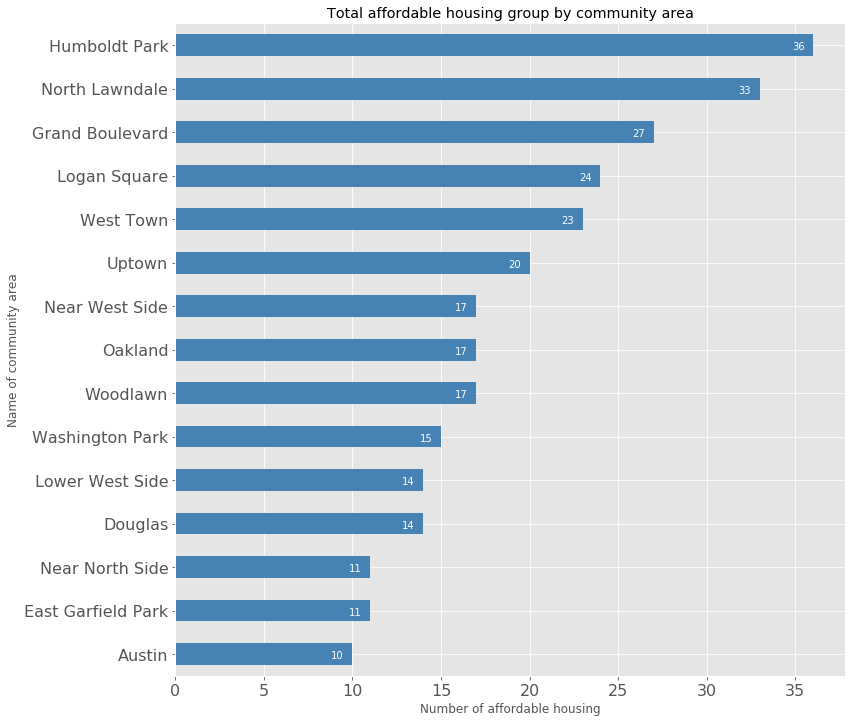 Total affordable housing group by community area
Humboldt Park 36
North Lawndale 33
Grand Boulevard 27
Logan Square 24
West Town 23
Uptown 20
Near West Side 17
Oakland 17
Woodlawn 17
Washington Park 15
Lower West Side 14
Douglas 14
Near North Side 11
East Garfield Park 11
Austin 10
Name of community area
0 5 10 15 20 25 30 35
Number of affordable housing